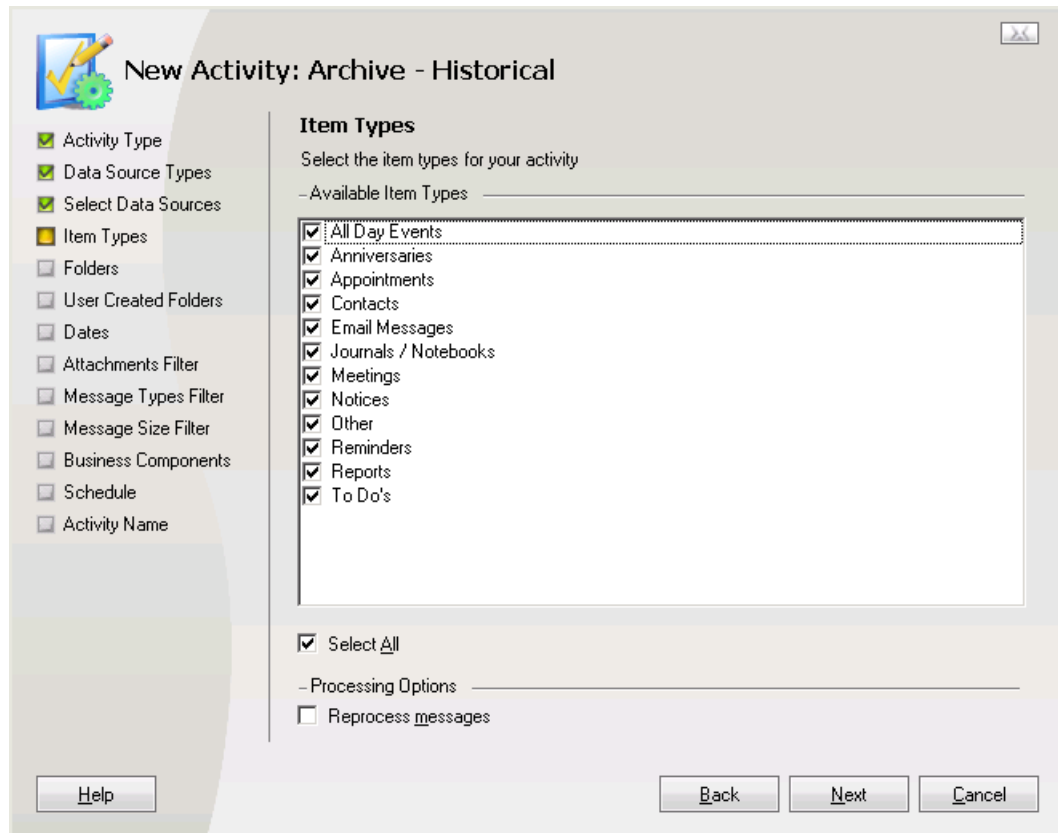 New Activity: Archive - Historical
Activity Type
Data Source Types
Select Data Sources
Item Types
Folders
User Created Folders
Dates
Attachments Filter
Message Types Filter
Message Size Filter
Business Components
Schedule
Activity Name
Item Types
Select the item types for your activity
Available Item Types
All Day Events
Anniversaries
Appointments
Contacts
Email Messages
Journals / Notebooks
Meetings
Notices
Other
Reminders
Reports
To Do's
Select All
Processing Options
Reprocess messages
Help
Back
Next
Cancel